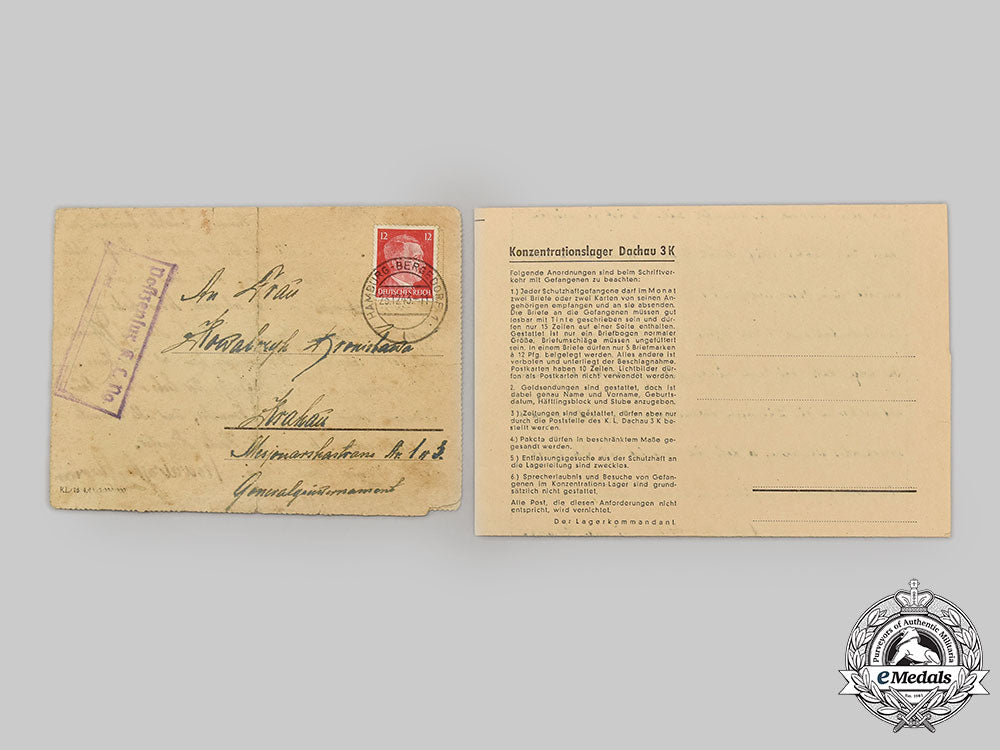 An Frau
Krakau
Nr. 1 a 3.
Generalgouvernement
12 12
DEUTSCHES REICH
HAMBURG-BERGEDORF
Postzensur K.
Konzentrationslager Dachau 3 K
Folgende Anordnungen sind beim Schriftver-
kehr mit Gefangenen zu beachten:
1.) Jeder Schutzhaftgefangene darf im Monat
zwei Briefe oder zwei Karten von seinen An-
gehörigen empfangen und an sie absenden.
Die Briefe an die Gefangenen müssen gut
lesbar mit Tinte geschrieben sein und dür-
fen nur 15 Zeilen auf einer Seite enthalten.
Gestattet ist nur ein Briefbogen normaler
Größe. Briefumschläge müssen ungefüttert
sein. In einem Briefe dürfen nur 5 Briefmarken
à 12 Pfg. beigelegt werden. Alles andere ist
verboten und unterliegt der Beschlagnahme.
Postkarten haben 10 Zeilen. Lichtbilder dür-
fen als Postkarten nicht verwendet werden.
2. Geldsendungen sind gestattet, doch ist
dabei genau Name und Vorname, Geburts-
datum, Häftlingsblock und Stube anzugeben.
3.) Zeitungen sind gestattet, dürfen aber nur
durch die Poststelle des K. L. Dachau 3 K be-
stellt werden.
4.) Pakete dürfen in beschränktem Maße ge-
gesandt werden.
5.) Entlassungsgesuche aus der Schutzhaft an
die Lagerleitung sind zwecklos.
6.) Sprecherlaubnis und Besuche von Gefan-
genen im Konzentrations Lager sind grund-
sätzlich nicht gestattet.
Alle Post, die diesen Anforderungen nicht
entspricht, wird vernichtet.
Der Lagerkommandant
Purveyors of Authentic Militaria
eMedals